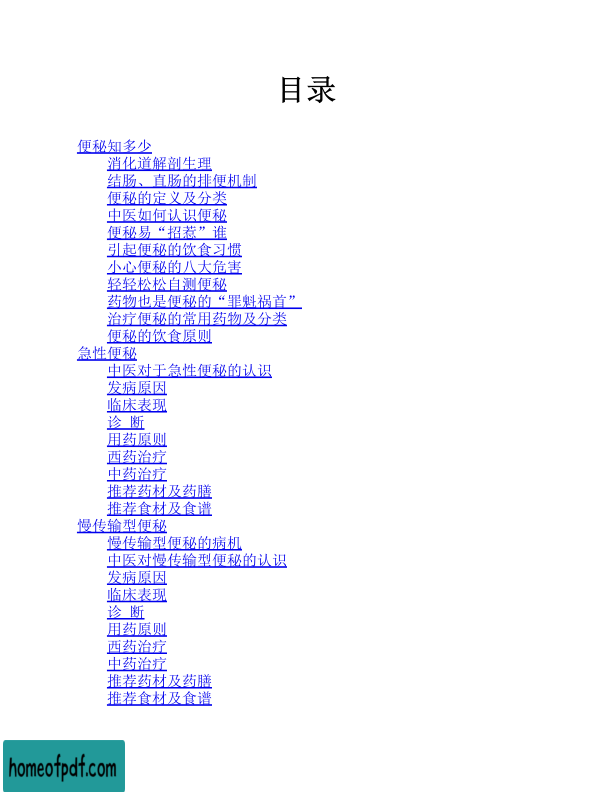 目录
便秘知多少
消化道解剖生理
结肠、直肠的排便机制
便秘的定义及分类
中医如何认识便秘
便秘易“招惹”谁
引起便秘的饮食习惯
小心便秘的八大危害
轻轻松松自测便秘
药物也是便秘的“罪魁祸首”
治疗便秘的常用药物及分类
便秘的饮食原则
急性便秘
中医对于急性便秘的认识
发病原因
临床表现
诊 断
用药原则
西药治疗
中药治疗
推荐药材及药膳
推荐食材及食谱
慢传输型便秘
慢传输型便秘的病机
中医对慢传输型便秘的认识
发病原因
临床表现
诊 断
用药原则
西药治疗
中药治疗
推荐药材及药膳
推荐食材及食谱
homeofpdf.com